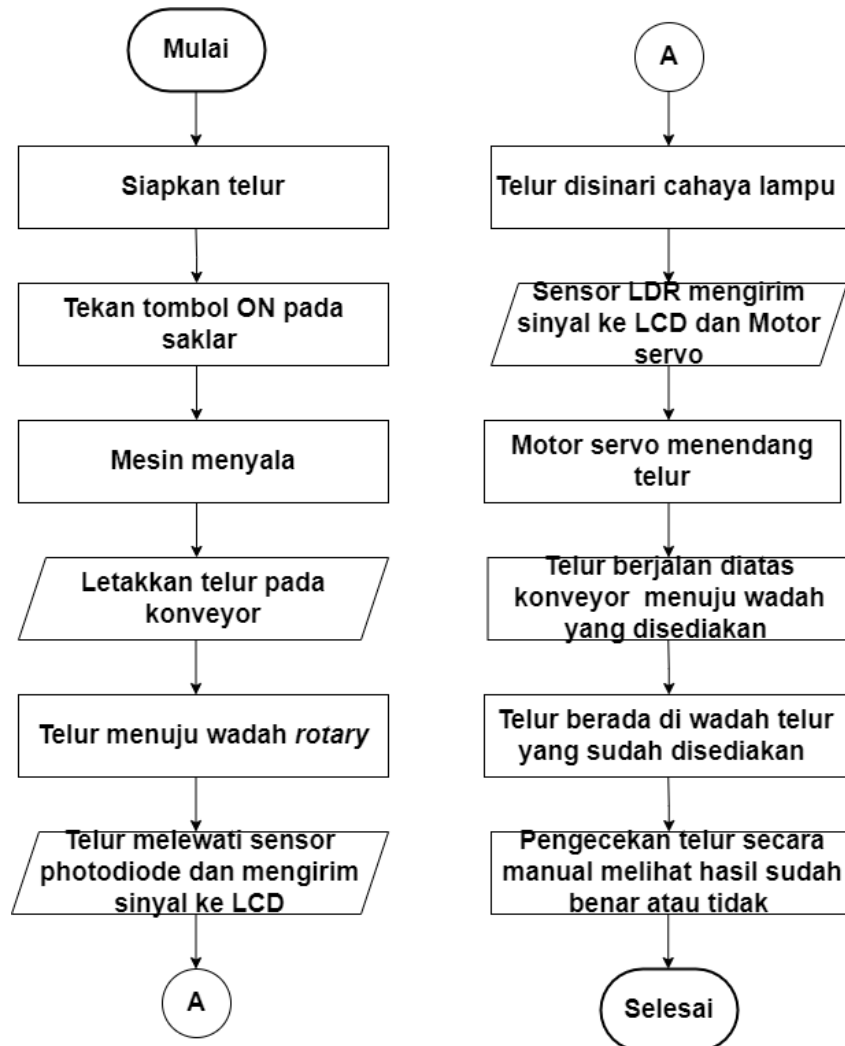 Mulai
Siapkan telur
Tekan tombol ON pada
saklar
Mesin menyala
Letakkan telur pada
konveyor
Telur menuju wadah rotary
Telur melewati sensor
photodiode dan mengirim
sinyal ke LCD
A
A
Telur disinari cahaya lampu
Sensor LDR mengirim
sinyal ke LCD dan Motor
servo
Motor servo menendang
telur
Telur berjalan diatas
konveyor menuju wadah
yang disediakan
Telur berada di wadah telur
yang sudah disediakan
Pengecekan telur secara
manual melihat hasil sudah
benar atau tidak
Selesai